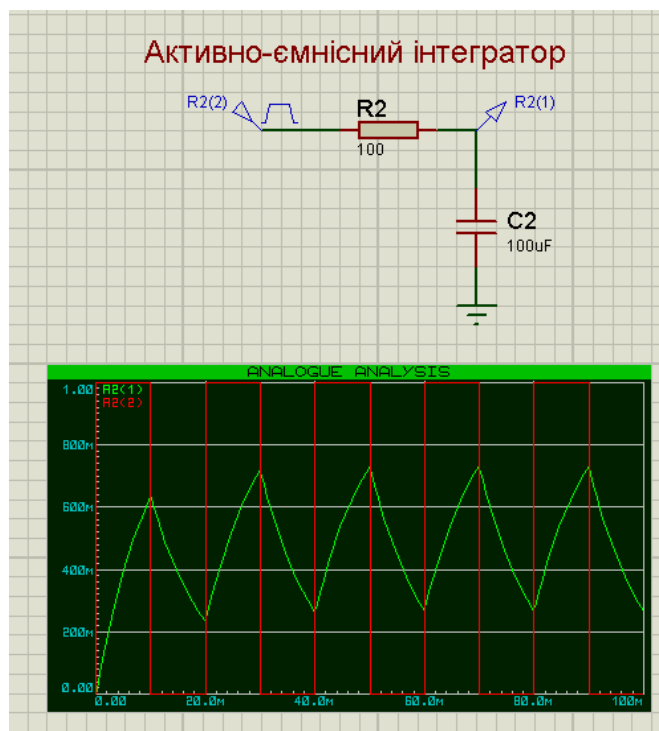 Активно-ємнісний інтегратор
R2(2)
R2
R2(1)
100
C2
100uF
ANALOGUE ANALYSIS
1.00
R2(1)
R2(2)
800m
600m
400m
200m
0.00
0.00 20.0m 40.0m 60.0m 80.0m 100m